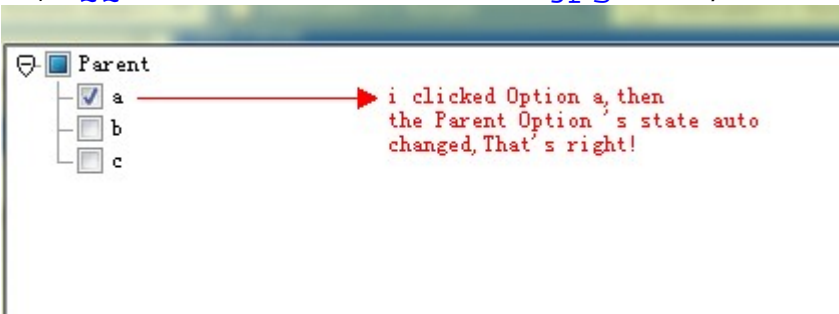 Parent
a
i clicked Option a, then
the Parent Option 's state auto
changed, That's right!
b
c